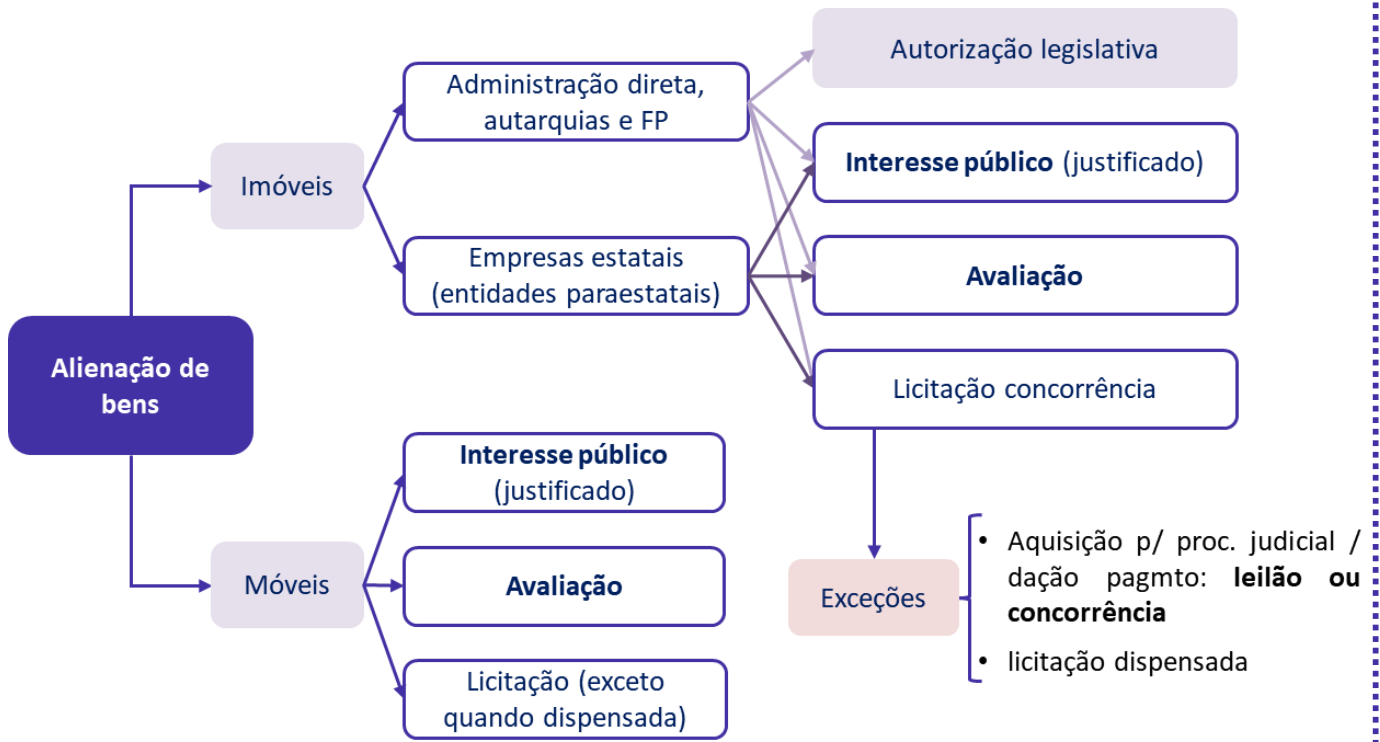 Alienação de
bens
Imóveis
Administração direta,
autarquias e FP
Empresas estatais
(entidades paraestatais)
Autorização legislativa
Interesse público (justificado)
Avaliação
Licitação concorrência
Exceções
• Aquisição p/ proc. judicial /
dação pagmto: leilão ou
concorrência
• licitação dispensada
Móveis
Interesse público
(justificado)
Avaliação
Licitação (exceto
quando dispensada)